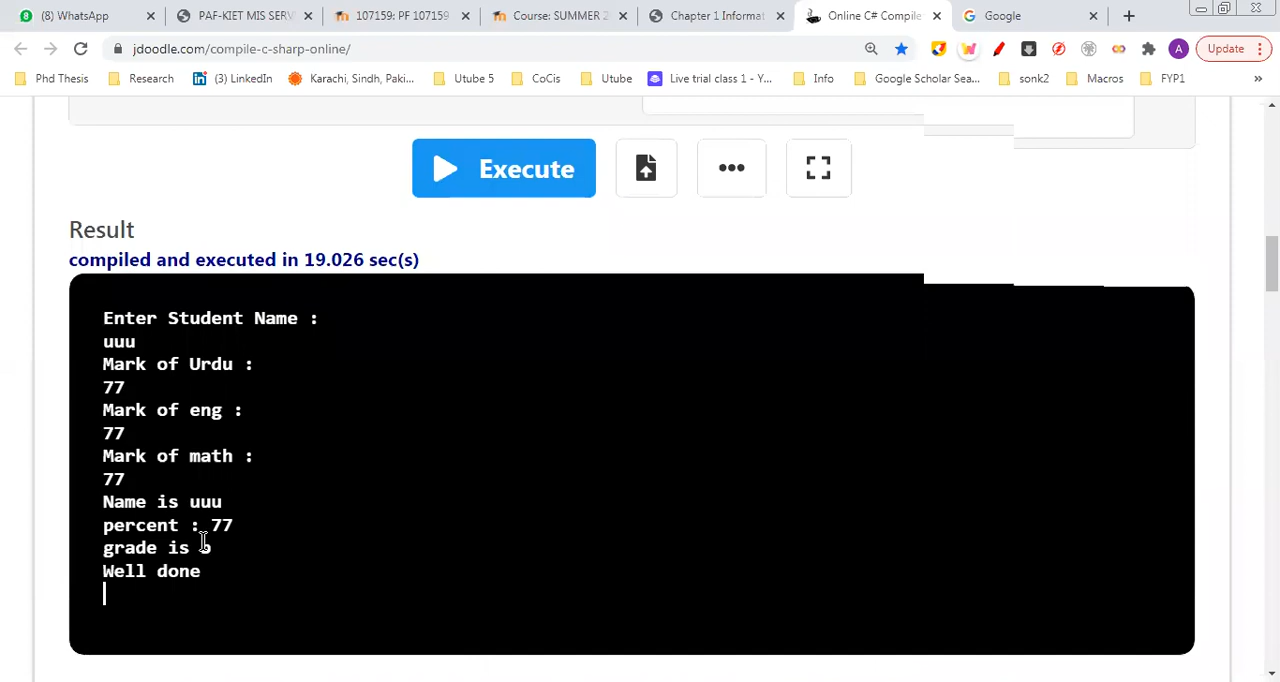 (8) WhatsApp
PAF-KIET MIS SERV
107159: PF 107159
Course: SUMMER 2
Chapter 1 Informat
Online C# Compile
Google
jdoodle.com/compile-c-sharp-online/
A
Update
Phd Thesis
Research
(3) LinkedIn
Karachi, Sindh, Paki...
Utube 5
CoCis
Utube
Live trial class 1 - Y...
Info
Google Scholar Sea...
sonk2
Macros
FYP1
»
Execute
Result
compiled and executed in 19.026 sec(s)
Enter Student Name :
uuu
Mark of Urdu :
77
Mark of eng :
77
Mark of math :
77
Name is uuu
percent : 77
grade is b
Well done